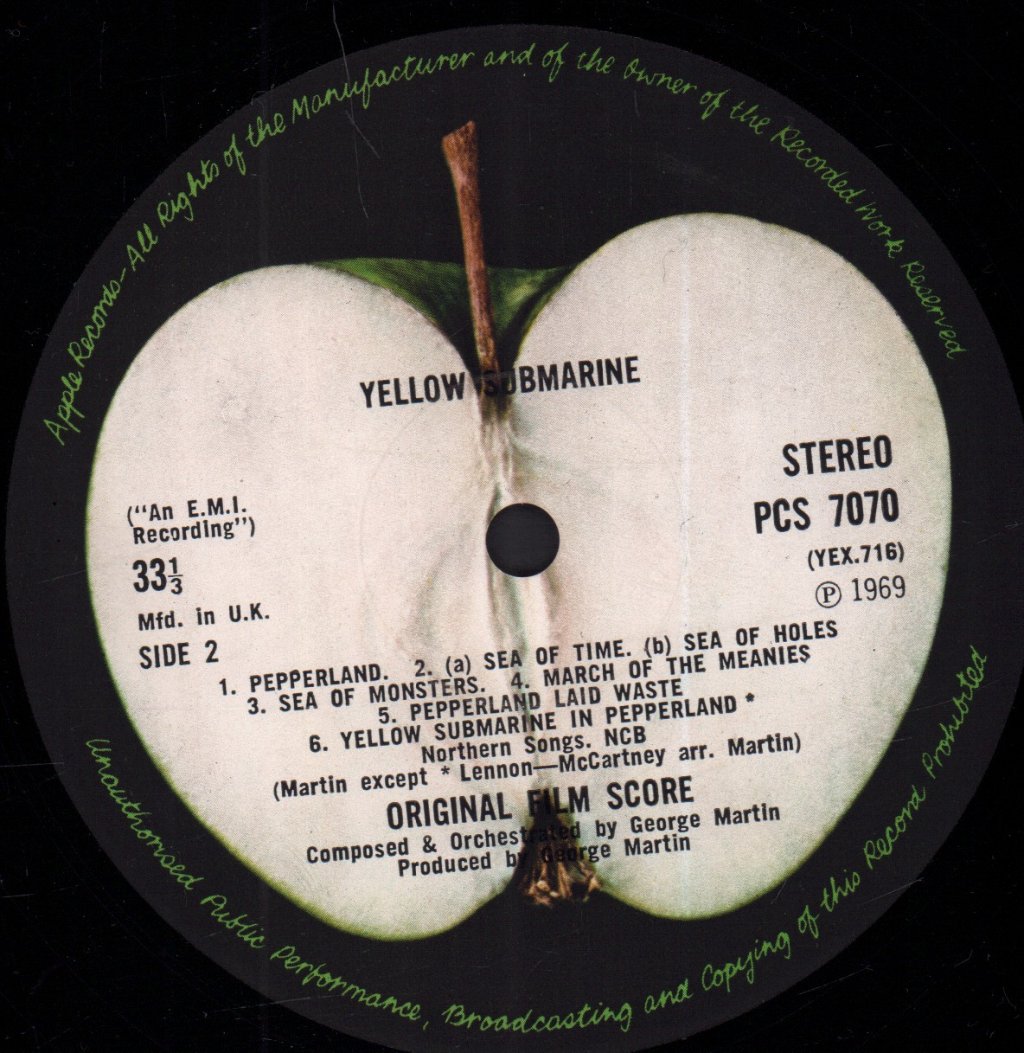 Apple Records-All Rights of the Manufacturer and of the Owner of the Recorded Work Reserved
YELLOW SUBMARINE
STEREO
PCS 7070
(YEX.716)
Ⓟ 1969
("An E.M.I.
Recording")
33⅓
Mfd. in U.K.
SIDE 2
1. PEPPERLAND. 2. (a) SEA OF TIME. (b) SEA OF HOLES
3. SEA OF MONSTERS. 4. MARCH OF THE MEANIES
5. PEPPERLAND LAID WASTE
6. YELLOW SUBMARINE IN PEPPERLAND *
Northern Songs. NCB
(Martin except * Lennon—McCartney arr. Martin)
ORIGINAL FILM SCORE
Composed & Orchestrated by George Martin
Produced by George Martin
Unauthorised Public Performance, Broadcasting and Copying of this Record Prohibited